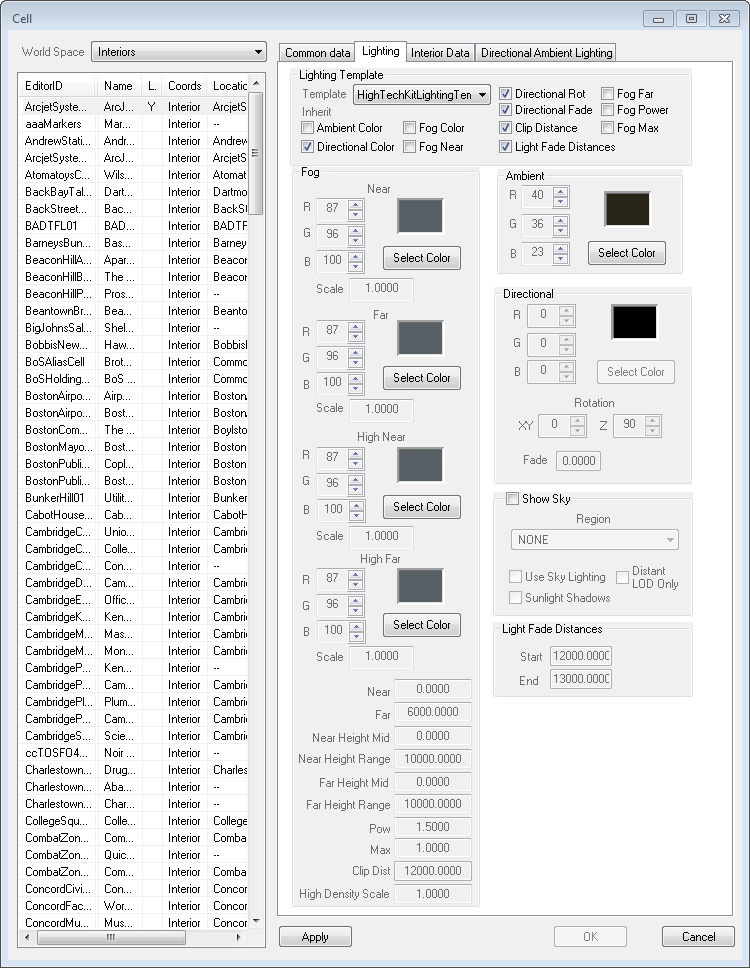 Cell
World Space Interiors
EditorID Name L. Coords Locatio
ArcjetSyste... ArcJ... Y Interior ArcjetS
aaaMarkers Mar... Interior --
AndrewStati... Andr... Interior Andrew
ArcjetSyste... ArcJ... Interior ArcjetS
AtomatoysC... Wils... Interior Atomat
BackBayTal... Dart... Interior Dartmo
BackStreet... Bac... Interior BackSt
BADTFL01 BAD... Interior BADTFL
BarneysBun... Bas... Interior Barney
BeaconHillA... Apar... Interior Beacon
BeaconHillB... The ... Interior Beacon
BeaconHillP... Pros... Interior --
BeantownBr... Bea... Interior Beanto
BigJohnsSal... Shel... Interior --
BobbisNew... Haw... Interior Bobbisl
BoSAliasCell Brot... Interior Commo
BoSHolding... BoS ... Interior Commo
BostonAirpo... Airp... Interior Boston
BostonAirpo... Bost... Interior Boston
BostonCom... The ... Interior Boylsto
BostonMayo... Bost... Interior Boston
BostonPubli... Copl... Interior Boston
BostonPubli... Bost... Interior Boston
BunkerHill01 Utilit... Interior Bunker
CabotHouse... Cab... Interior CabotH
CambridgeC... Unio... Interior Cambri
CambridgeC... Colle... Interior Cambri
CambridgeC... Con... Interior --
CambridgeD... Cam... Interior Cambri
CambridgeE... Offic... Interior Cambri
CambridgeK... Ken... Interior Cambri
CambridgeM... Mas... Interior Cambri
CambridgeM... Mon... Interior Cambri
CambridgeP... Ken... Interior --
CambridgeP... Cam... Interior Cambri
CambridgePl... Plum... Interior Cambri
CambridgeP... Cam... Interior Cambri
CambridgeS... Scie... Interior Cambri
ccTOSFO4... Noir ... Interior --
Charlestown... Drug... Interior Charles
Charlestown... Aba... Interior --
Charlestown... Char... Interior --
CollegeSqu... Colle... Interior College
CombatZon... Com... Interior Comba
CombatZon... Quic... Interior --
CombatZon... Com... Interior Comba
ConcordCivi... Con... Interior Concor
ConcordFac... Wor... Interior Concor
ConcordMu... Mus... Interior Concor
Common data Lighting Interior Data Directional Ambient Lighting
Lighting Template
Template HighTechKitLightingTen
Inherit
Ambient Color Fog Color
Directional Color Fog Near
Directional Rot Fog Far
Directional Fade Fog Power
Clip Distance Fog Max
Light Fade Distances
Fog
Near
R 87
G 96
B 100 Select Color
Scale 1.0000
Far
R 87
G 96
B 100 Select Color
Scale 1.0000
High Near
R 87
G 96
B 100 Select Color
Scale 1.0000
High Far
R 87
G 96
B 100 Select Color
Scale 1.0000
Near 0.0000
Far 6000.0000
Near Height Mid 0.0000
Near Height Range 10000.0000
Far Height Mid 0.0000
Far Height Range 10000.0000
Pow 1.5000
Max 1.0000
Clip Dist 12000.0000
High Density Scale 1.0000
Ambient
R 40
G 36
B 23 Select Color
Directional
R 0
G 0
B 0 Select Color
Rotation
XY 0 Z 90
Fade 0.0000
Show Sky
Region
NONE
Use Sky Lighting Distant
LOD Only
Sunlight Shadows
Light Fade Distances
Start 12000.000(
End 13000.000(
Apply OK Cancel